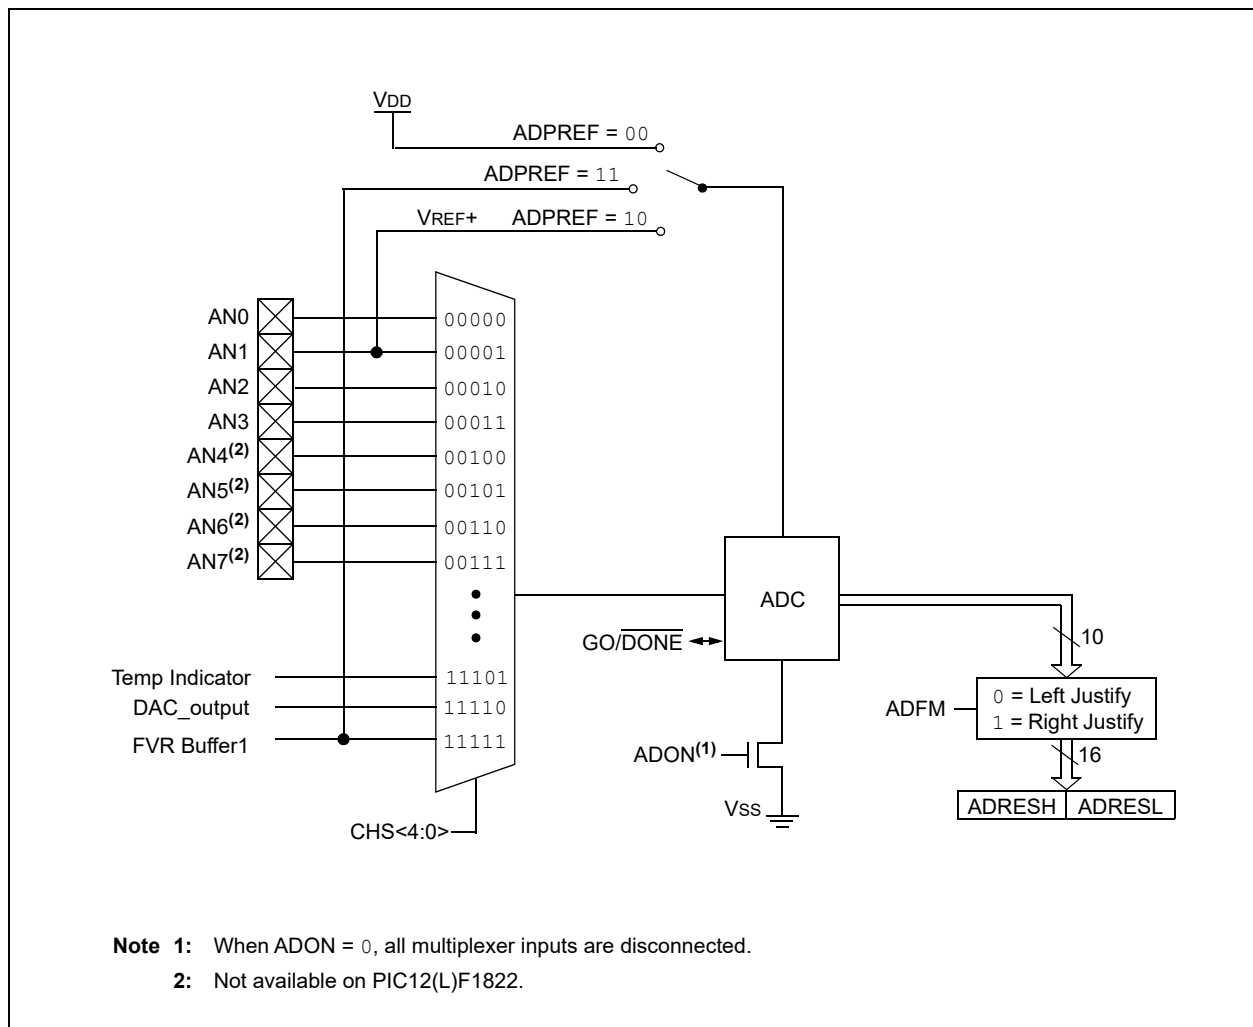 VDD
ADPREF = 00
ADPREF = 11
VREF+ ADPREF = 10
AN0 00000
AN1 00001
AN2 00010
AN3 00011
AN4(2) 00100
AN5(2) 00101
AN6(2) 00110
AN7(2) 00111
ADC
GO/DONE
10
Temp Indicator 11101
DAC_output 11110
FVR Buffer1 11111
ADFM
0 = Left Justify
1 = Right Justify
ADON(1)
16
VSS
ADRESH ADRESL
CHS<4:0>
Note 1: When ADON = 0, all multiplexer inputs are disconnected.
2: Not available on PIC12(L)F1822.